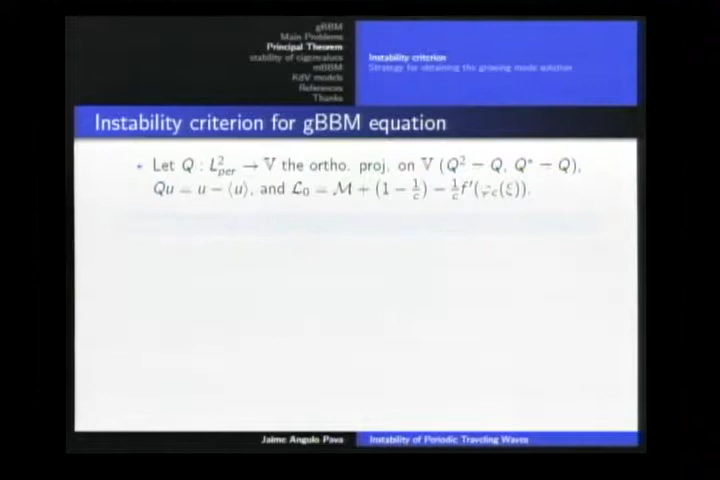 gBBM
Main Problems
Principal Theorem
stability of eigenvalues
mBBM
KdV models
References
Thanks
Instability criterion
Strategy for obtaining the growing mode solution
Instability criterion for gBBM equation
Let Q : L²_per → 𝕍 the ortho. proj. on 𝕍 (Q² = Q, Q* = Q),
Qu = u − ⟨u⟩, and 𝓛₀ = 𝓜 + (1 − 1/c) − 1/c f′(φ_c(ξ)).
Jaime Angulo Pava
Instability of Periodic Traveling Waves